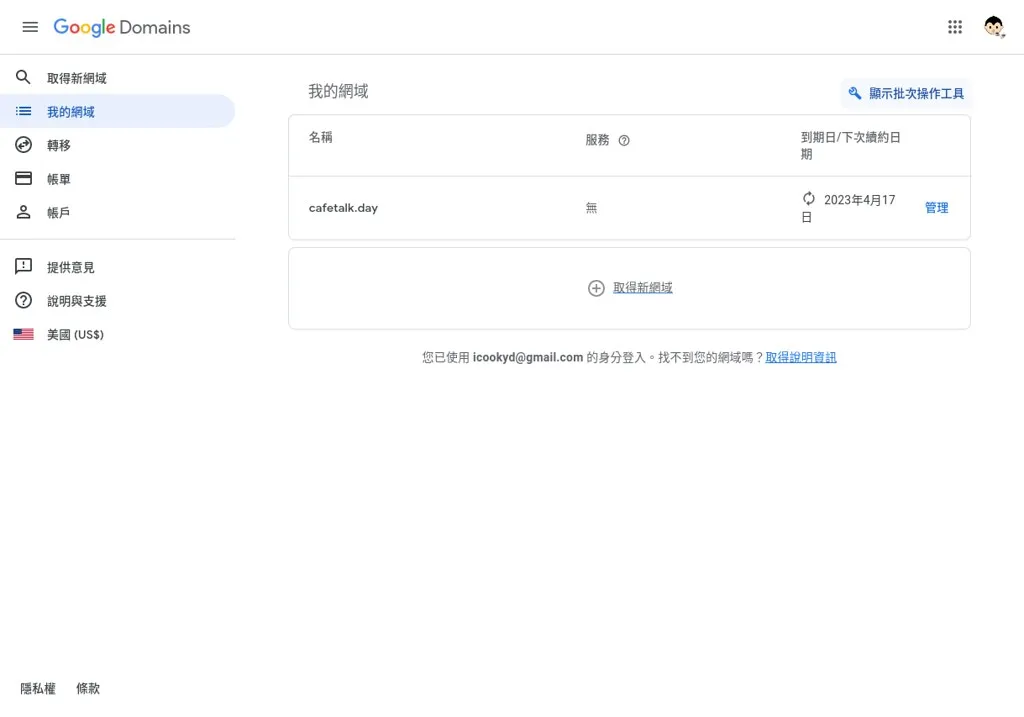 Google Domains
取得新網域
我的網域
轉移
帳單
帳戶
提供意見
說明與支援
美國 (US$)
我的網域
顯示批次操作工具
名稱
服務
到期日/下次續約日
期
cafetalk.day
無
2023年4月17
日
管理
取得新網域
您已使用 icookyd@gmail.com 的身分登入。找不到您的網域嗎？取得說明資訊
隱私權 條款